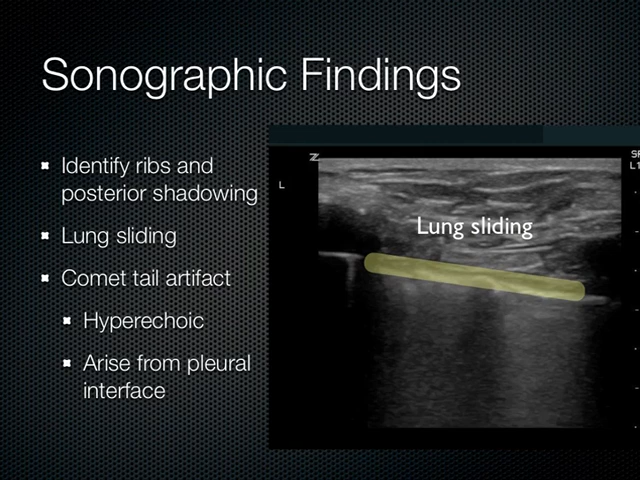 Sonographic Findings
Identify ribs and
posterior shadowing
Lung sliding
Comet tail artifact
Hyperechoic
Arise from pleural
interface
Z
L
Lung sliding